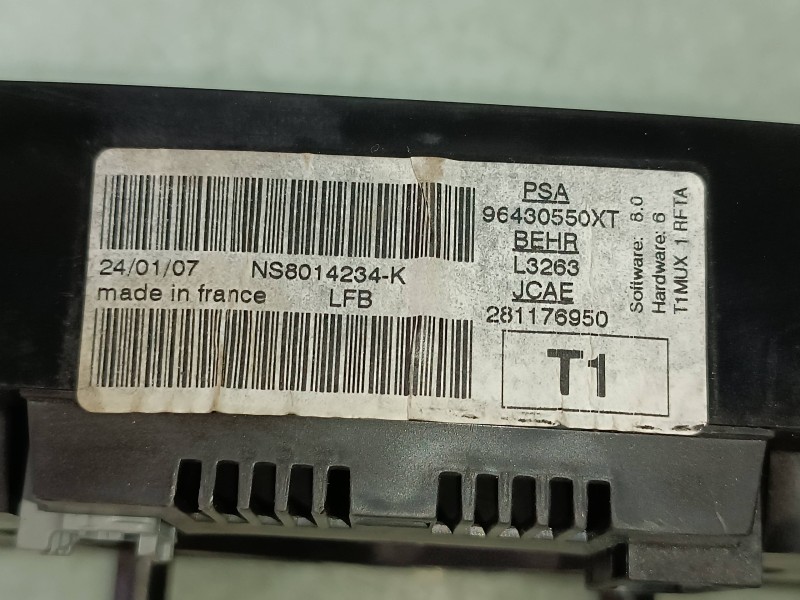 24/01/07 NS8014234-K
made in france LFB
PSA
96430550XT
BEHR
L3263
JCAE
281176950
T1
Software: 8.0
Hardware: 6
T1MUX 1 RFTA